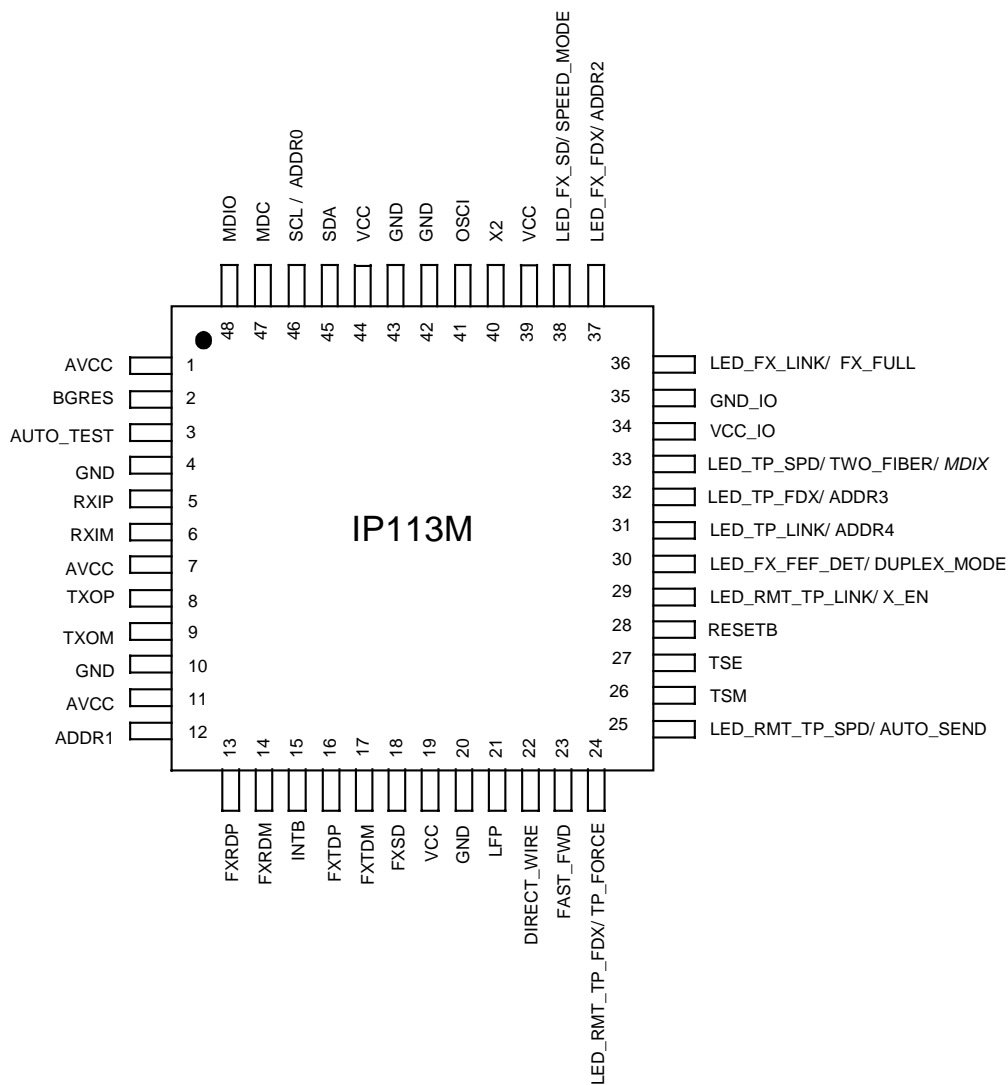 MDIO
MDC
SCL / ADDR0
SDA
VCC
GND
GND
OSCI
X2
VCC
LED_FX_SD/ SPEED_MODE
LED_FX_FDX/ ADDR2
48
47
46
45
44
43
42
41
40
39
38
37
AVCC 1
BGRES 2
AUTO_TEST 3
GND 4
RXIP 5
RXIM 6
AVCC 7
TXOP 8
TXOM 9
GND 10
AVCC 11
ADDR1 12
IP113M
36 LED_FX_LINK/ FX_FULL
35 GND_IO
34 VCC_IO
33 LED_TP_SPD/ TWO_FIBER/ MDIX
32 LED_TP_FDX/ ADDR3
31 LED_TP_LINK/ ADDR4
30 LED_FX_FEF_DET/ DUPLEX_MODE
29 LED_RMT_TP_LINK/ X_EN
28 RESETB
27 TSE
26 TSM
25 LED_RMT_TP_SPD/ AUTO_SEND
13
14
15
16
17
18
19
20
21
22
23
24
FXRDP
FXRDM
INTB
FXTDP
FXTDM
FXSD
VCC
GND
LFP
DIRECT_WIRE
FAST_FWD
LED_RMT_TP_FDX/ TP_FORCE